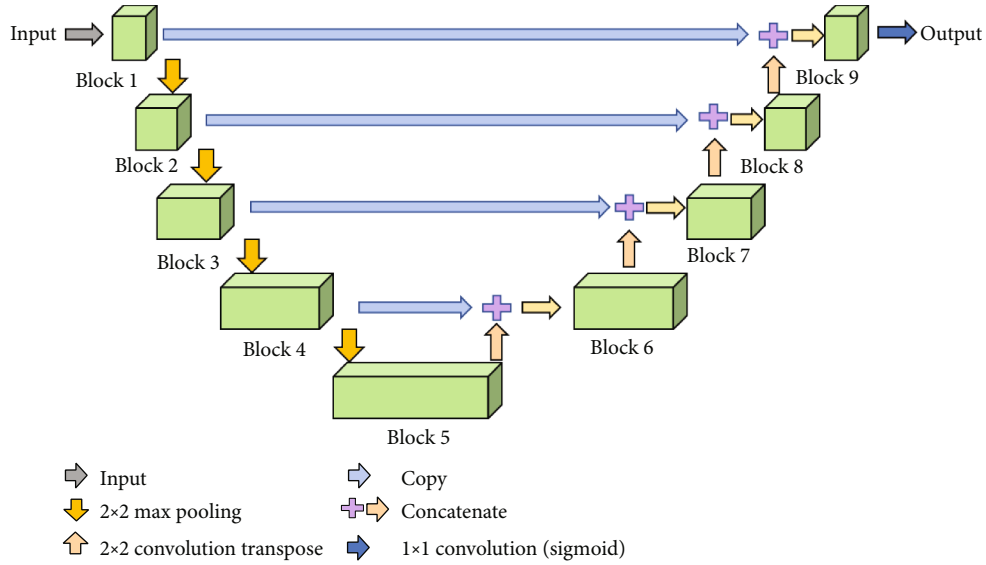 Input
Output
Block 1
Block 9
Block 2
Block 8
Block 3
Block 7
Block 4
Block 6
Block 5
Input
Copy
2×2 max pooling
Concatenate
2×2 convolution transpose
1×1 convolution (sigmoid)